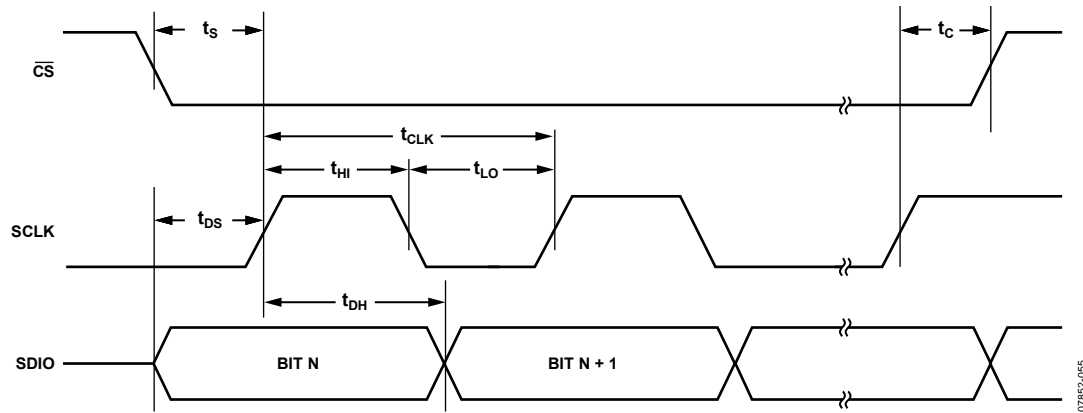 tS
tC
CS
tCLK
tHI
tLO
tDS
SCLK
tDH
SDIO
BIT N
BIT N + 1
07852-055